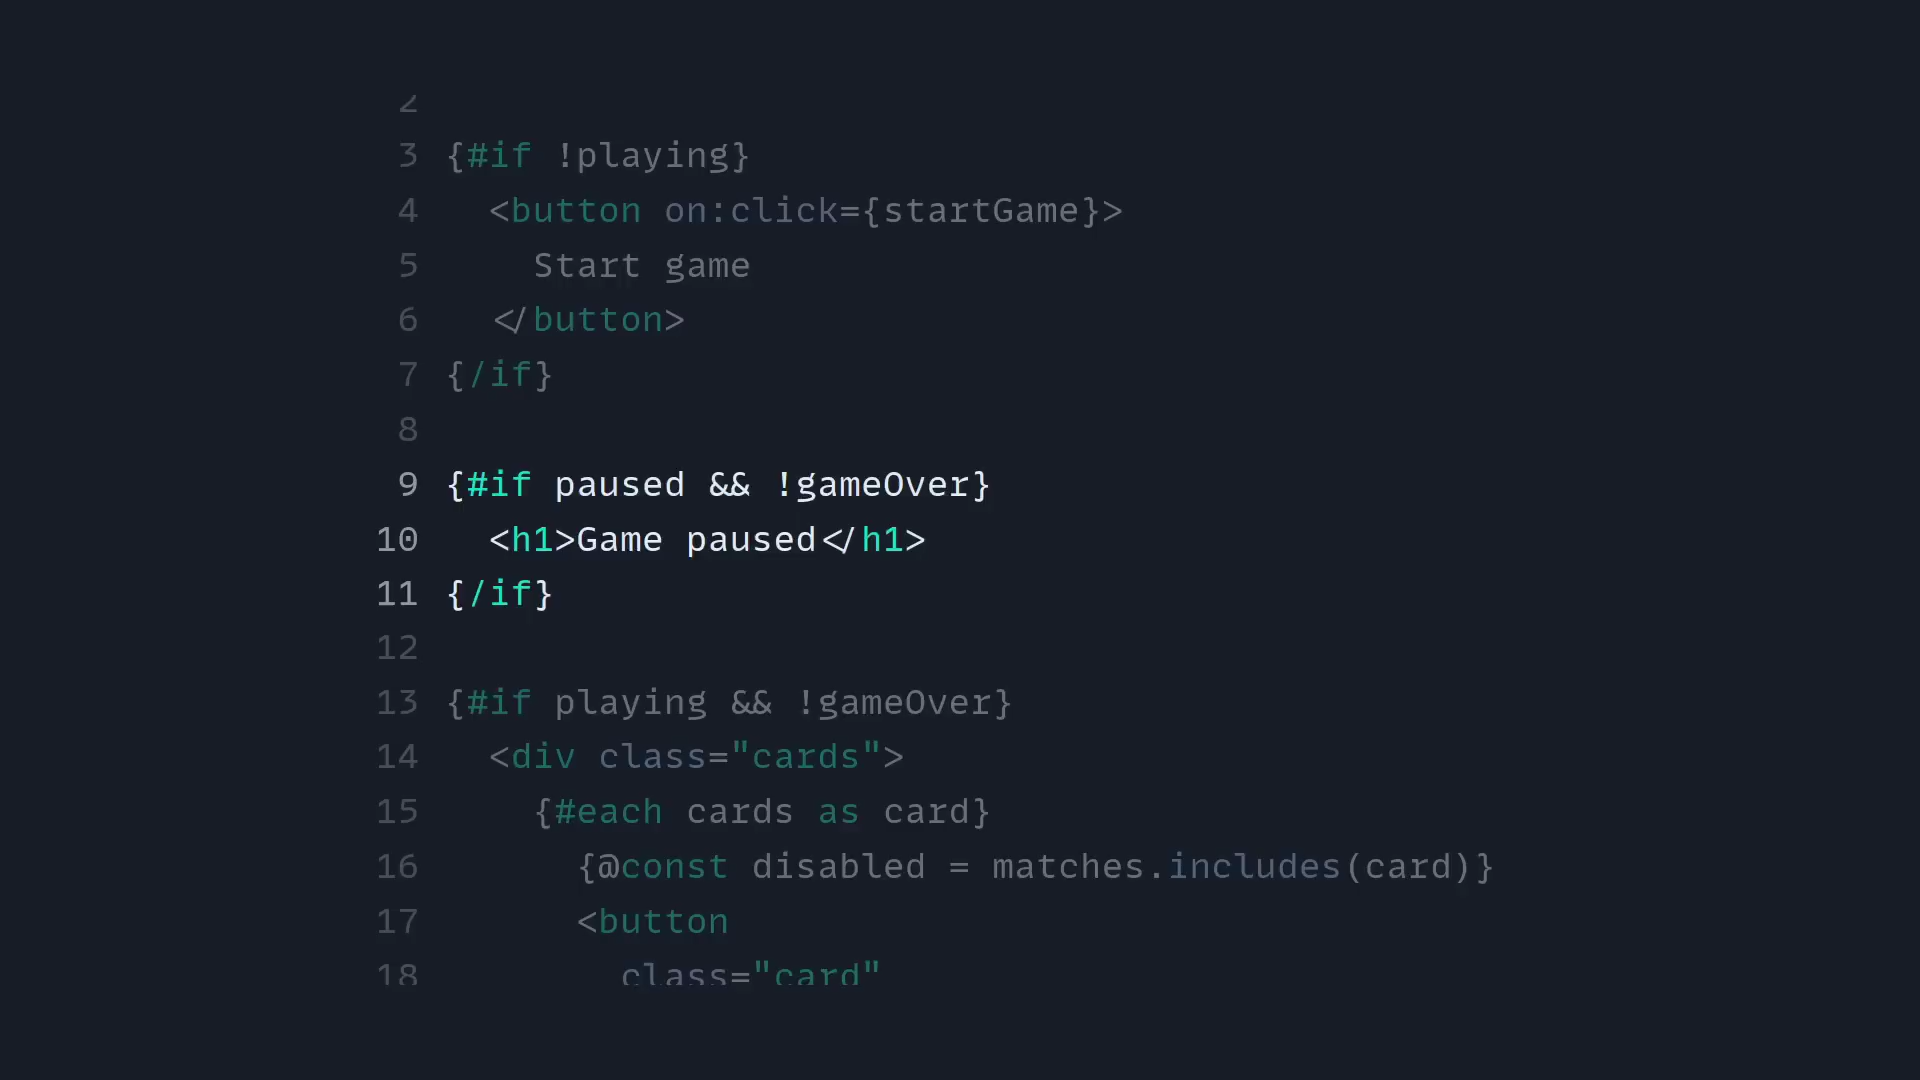 2
3 {#if !playing}
4   <button on:click={startGame}>
5     Start game
6   </button>
7 {/if}
8
9 {#if paused && !gameOver}
10   <h1>Game paused</h1>
11 {/if}
12
13 {#if playing && !gameOver}
14   <div class="cards">
15     {#each cards as card}
16       {@const disabled = matches.includes(card)}
17       <button
18         class="card"